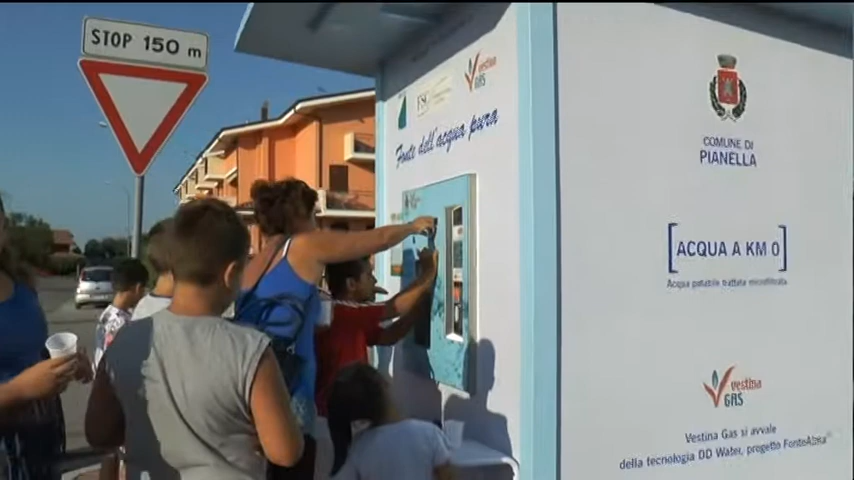 STOP 150 m
vestina
GAS
Fonte dell'acqua pura
COMUNE DI
PIANELLA
ACQUA A KM 0
Acqua potabile trattata microfiltrata
vestina
GAS
Vestina Gas si avvale
della tecnologia DD Water, progetto FonteAlma